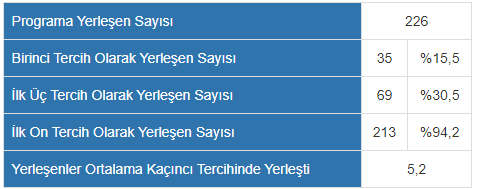 Programa Yerleşen Sayısı 226
Birinci Tercih Olarak Yerleşen Sayısı 35 %15,5
İlk Üç Tercih Olarak Yerleşen Sayısı 69 %30,5
İlk On Tercih Olarak Yerleşen Sayısı 213 %94,2
Yerleşenler Ortalama Kaçıncı Tercihinde Yerleşti 5,2